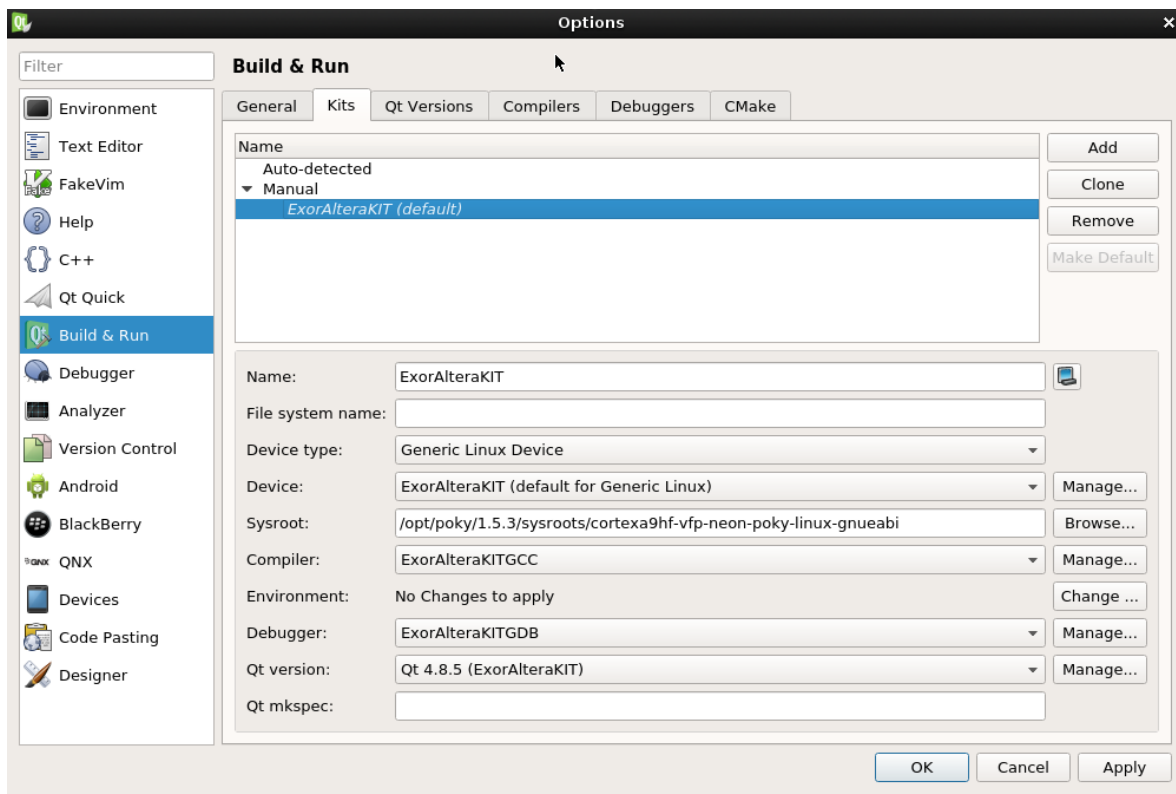 Options
Filter
Environment
Text Editor
FakeVim
Help
C++
Qt Quick
Build & Run
Debugger
Analyzer
Version Control
Android
BlackBerry
QNX
Devices
Code Pasting
Designer
Build & Run
General Kits Qt Versions Compilers Debuggers CMake
Name
Auto-detected
Manual
ExorAlteraKIT (default)
Add
Clone
Remove
Make Default
Name: ExorAlteraKIT
File system name:
Device type: Generic Linux Device
Device: ExorAlteraKIT (default for Generic Linux) Manage...
Sysroot: /opt/poky/1.5.3/sysroots/cortexa9hf-vfp-neon-poky-linux-gnueabi Browse...
Compiler: ExorAlteraKITGCC Manage...
Environment: No Changes to apply Change ...
Debugger: ExorAlteraKITGDB Manage...
Qt version: Qt 4.8.5 (ExorAlteraKIT) Manage...
Qt mkspec:
OK Cancel Apply